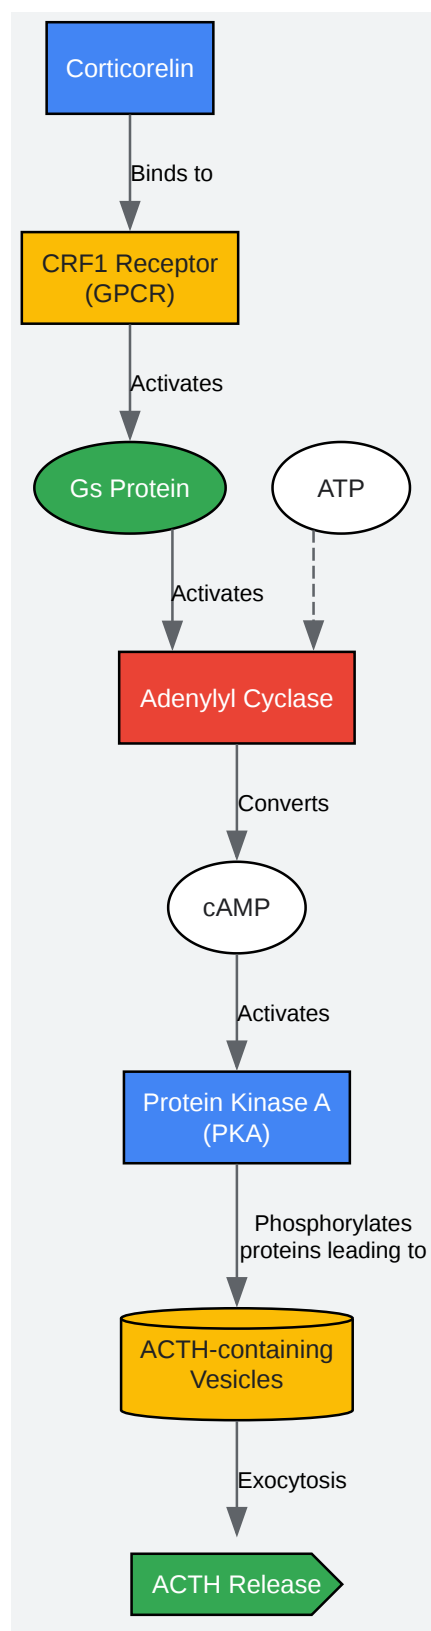 Corticorelin
Binds to
CRF1 Receptor
(GPCR)
Activates
Gs Protein
ATP
Activates
Adenylyl Cyclase
Converts
cAMP
Activates
Protein Kinase A
(PKA)
Phosphorylates
proteins leading to
ACTH-containing
Vesicles
Exocytosis
ACTH Release